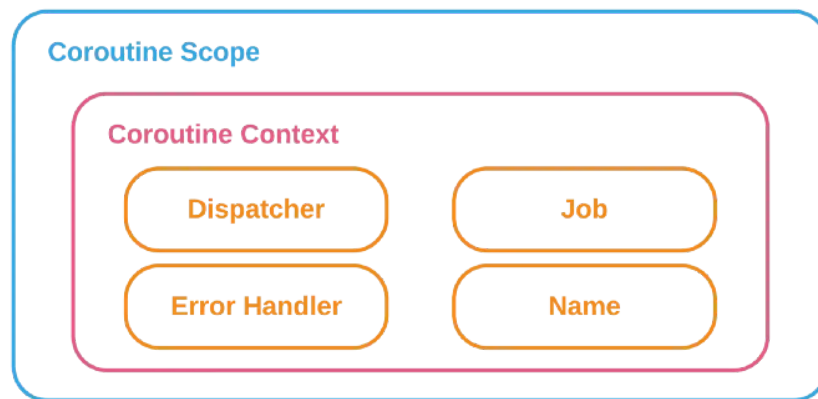 Coroutine Scope
Coroutine Context
Dispatcher
Job
Error Handler
Name